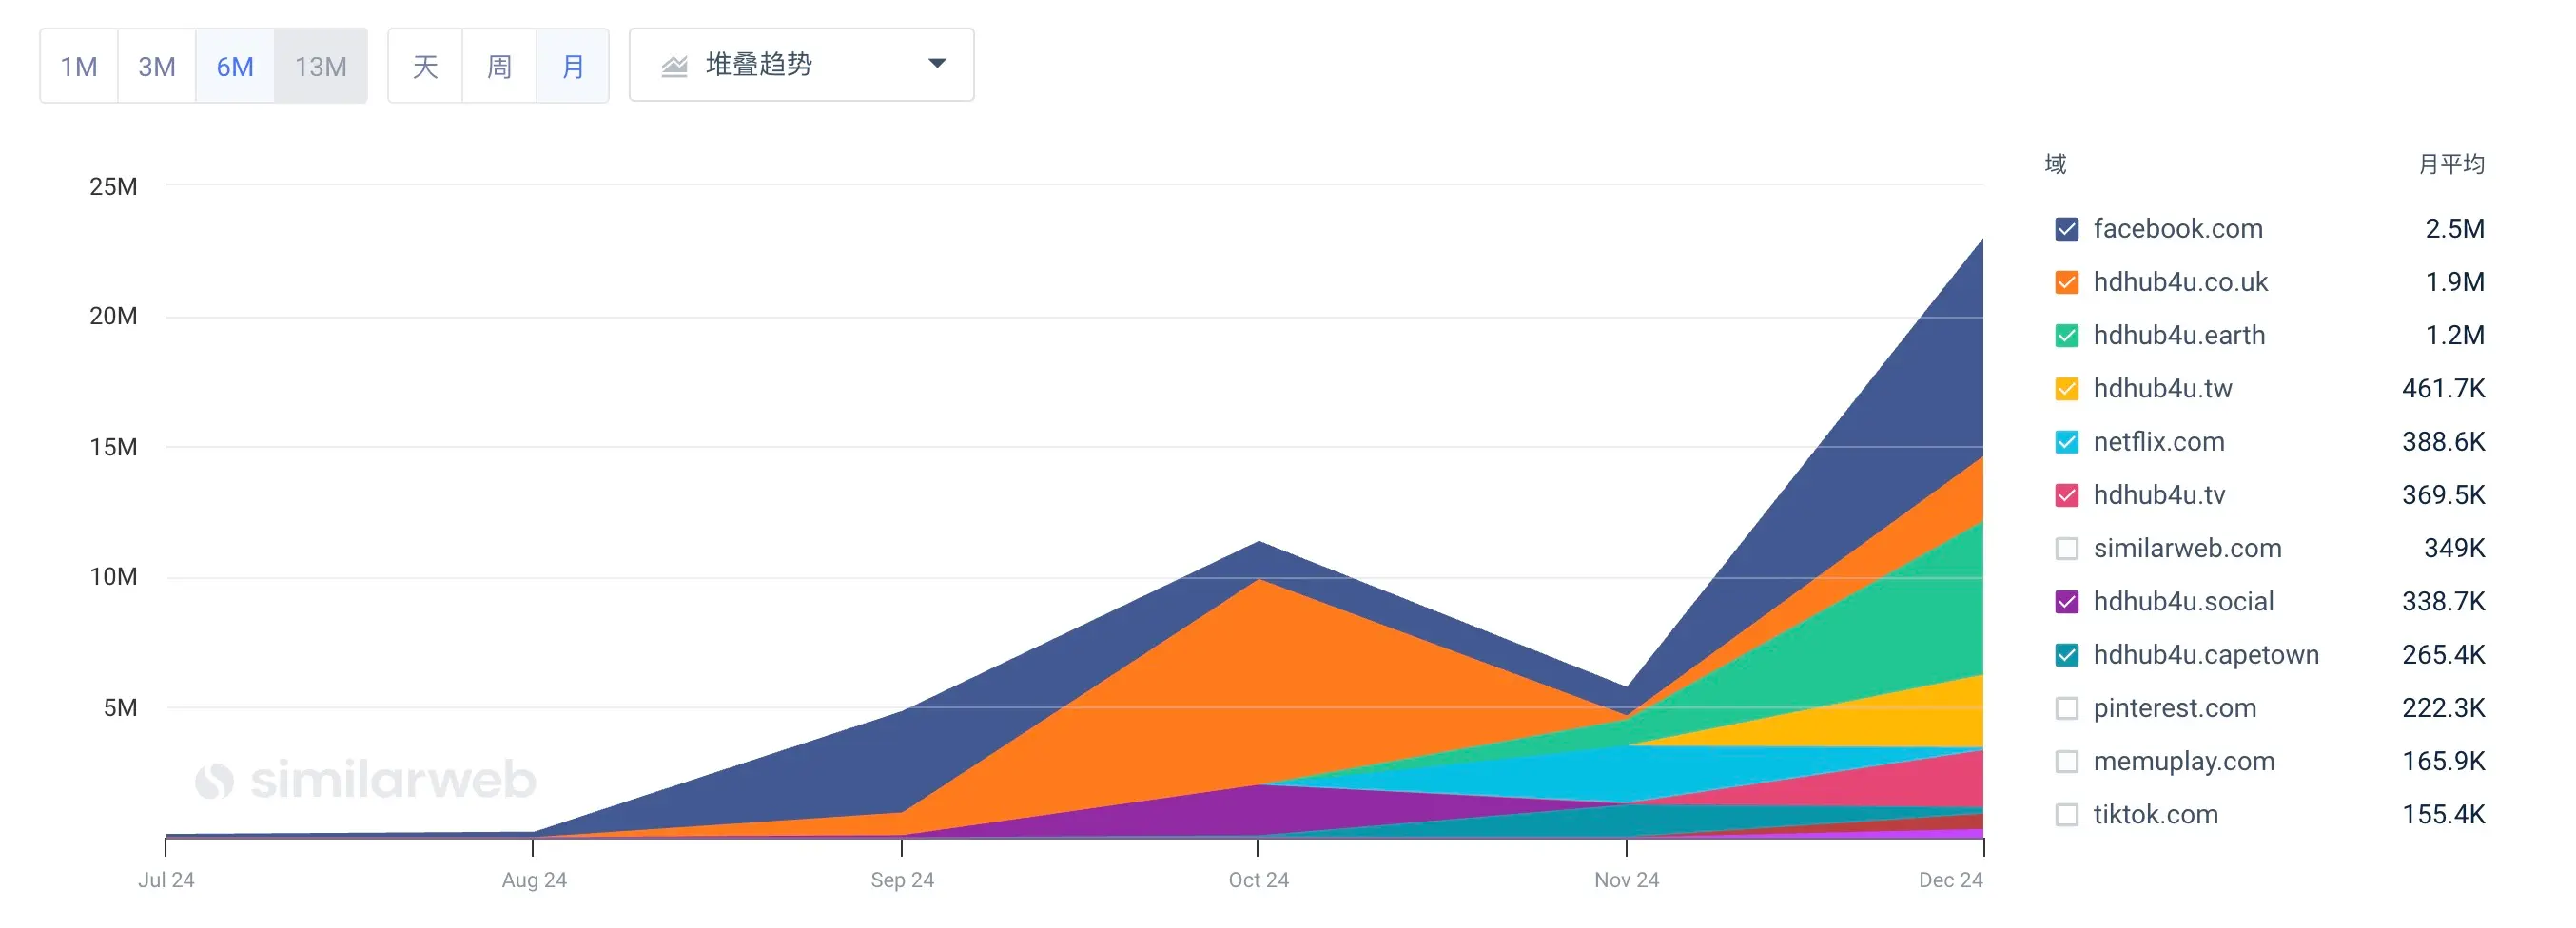 1M 3M 6M 13M 天 周 月 堆叠趋势
25M
20M
15M
10M
5M
similarweb
Jul 24 Aug 24 Sep 24 Oct 24 Nov 24 Dec 24
域 月平均
facebook.com 2.5M
hdhub4u.co.uk 1.9M
hdhub4u.earth 1.2M
hdhub4u.tw 461.7K
netflix.com 388.6K
hdhub4u.tv 369.5K
similarweb.com 349K
hdhub4u.social 338.7K
hdhub4u.capetown 265.4K
pinterest.com 222.3K
memuplay.com 165.9K
tiktok.com 155.4K